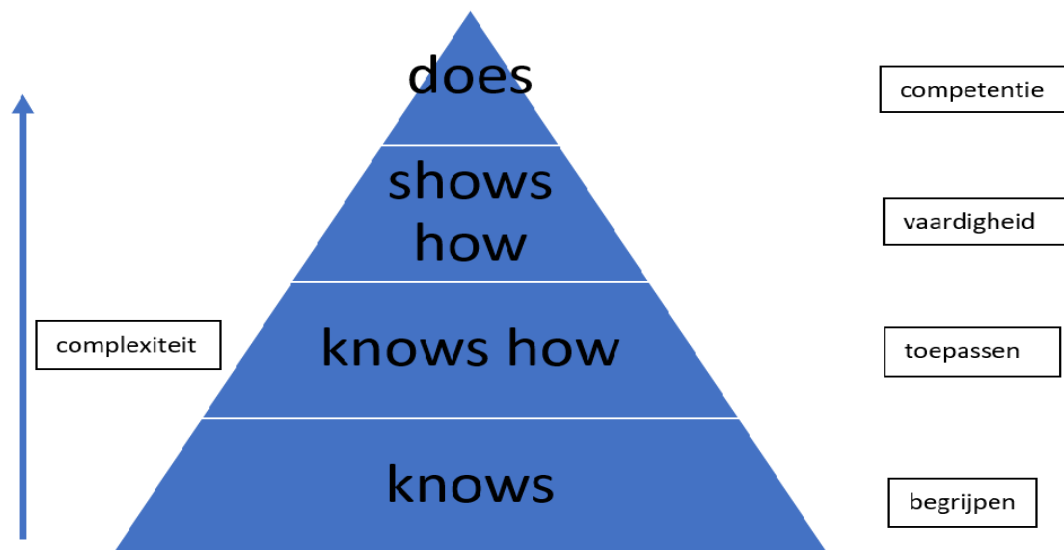 does
competentie
shows
how
vaardigheid
complexiteit
knows how
toepassen
knows
begrijpen